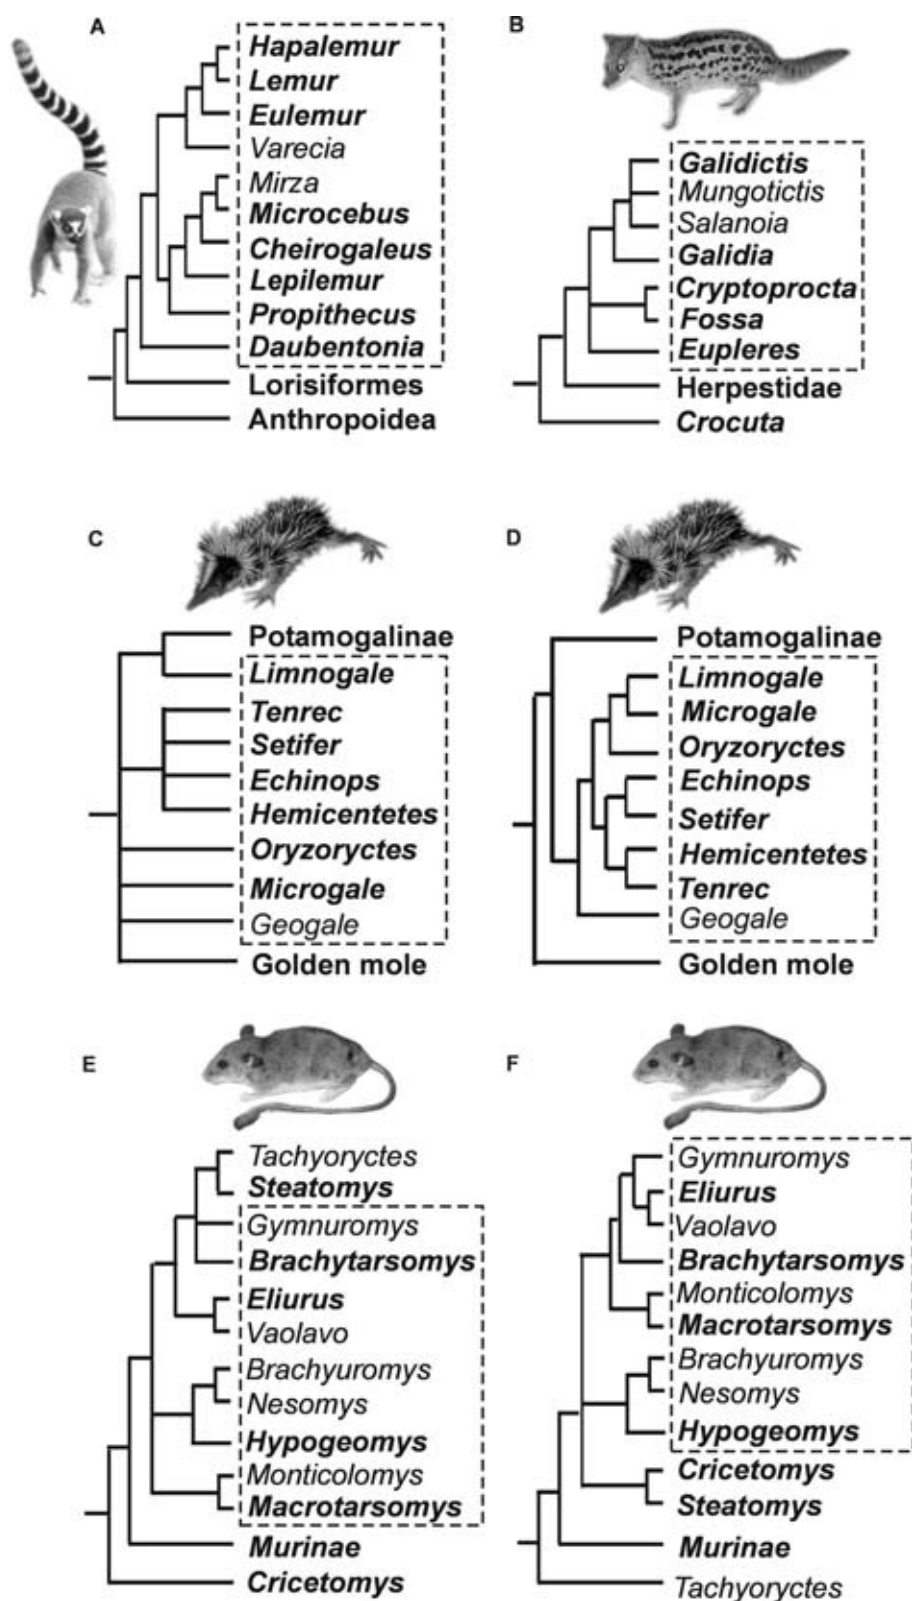 A
Hapalemur
Lemur
Eulemur
Varecia
Mirza
Microcebus
Cheirogaleus
Lepilemur
Propithecus
Daubentonia
Lorisiformes
Anthropoidea
B
Galidictis
Mungotictis
Salanoia
Galidia
Cryptoprocta
Fossa
Eupleres
Herpestidae
Crocuta
C
Potamogalinae
Limnogale
Tenrec
Setifer
Echinops
Hemicentetes
Oryzoryctes
Microgale
Geogale
Golden mole
D
Potamogalinae
Limnogale
Microgale
Oryzoryctes
Echinops
Setifer
Hemicentetes
Tenrec
Geogale
Golden mole
E
Tachyoryctes
Steatomys
Gymnuromys
Brachytarsomys
Eliurus
Vaolavo
Brachyuromys
Nesomys
Hypogeomys
Monticolomys
Macrotarsomys
Murinae
Cricetomys
F
Gymnuromys
Eliurus
Vaolavo
Brachytarsomys
Monticolomys
Macrotarsomys
Brachyuromys
Nesomys
Hypogeomys
Cricetomys
Steatomys
Murinae
Tachyoryctes